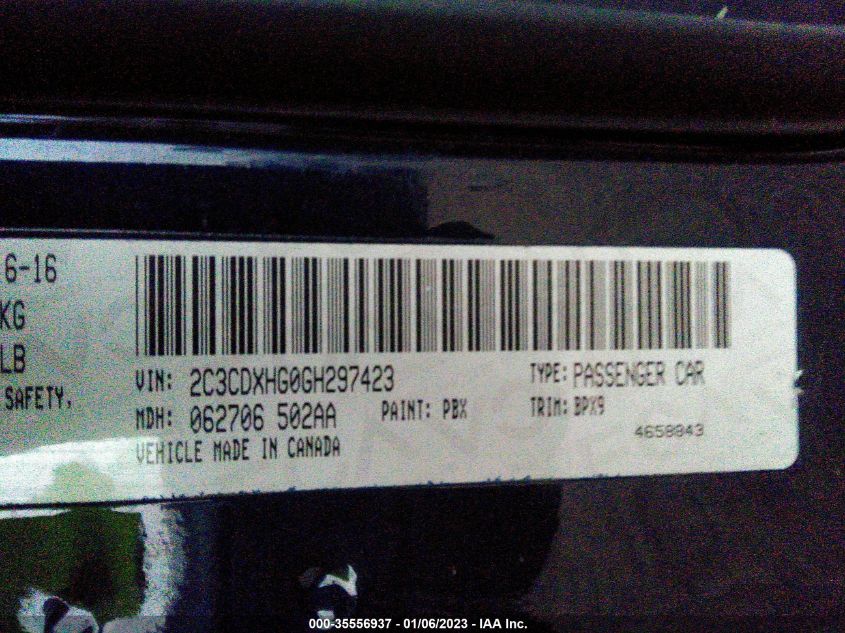 6-16
KG
LB
SAFETY,
VIN: 2C3CDXHG0GH297423
TYPE: PASSENGER CAR
MDH: 062706 502AA
PAINT: PBX
TRIM: BPX9
VEHICLE MADE IN CANADA
4658843
000-35556937 - 01/06/2023 - IAA Inc.